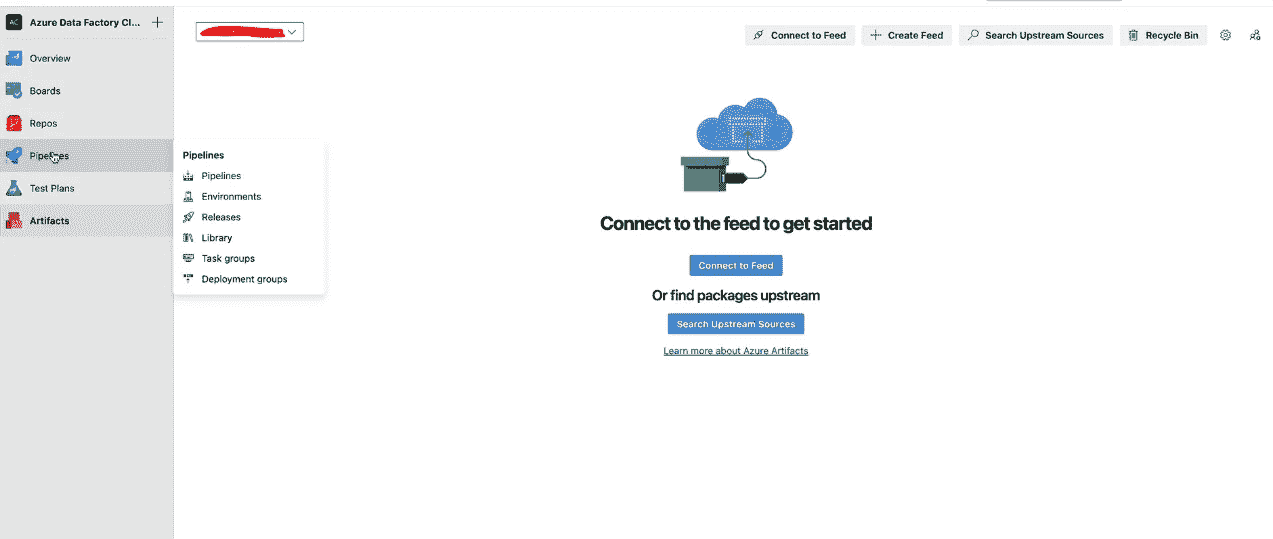 AC Azure Data Factory Cl...
Overview
Boards
Repos
Pipelines
Test Plans
Artifacts
Pipelines
Pipelines
Environments
Releases
Library
Task groups
Deployment groups
Connect to Feed Create Feed Search Upstream Sources Recycle Bin
Connect to the feed to get started
Connect to Feed
Or find packages upstream
Search Upstream Sources
Learn more about Azure Artifacts